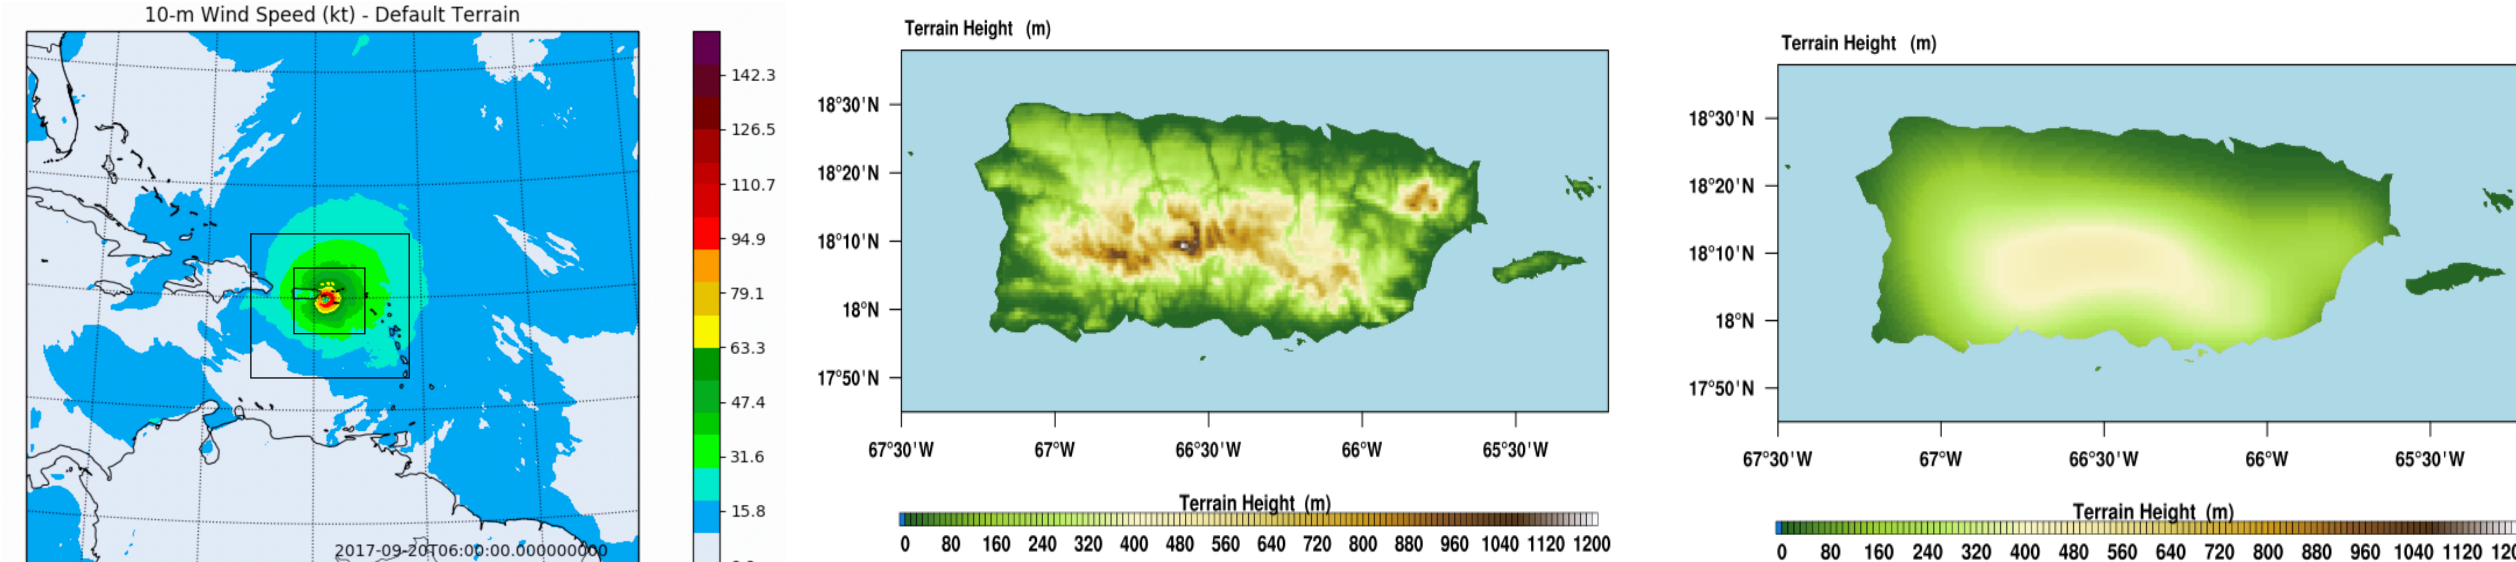 10-m Wind Speed (kt) - Default Terrain
142.3
126.5
110.7
94.9
79.1
63.3
47.4
31.6
15.8
2017-09-20T06:00:00.000000000
Terrain Height (m)
18°30'N
18°20'N
18°10'N
18°N
17°50'N
67°30'W 67°W 66°30'W 66°W 65°30'W
Terrain Height (m)
0 80 160 240 320 400 480 560 640 720 800 880 960 1040 1120 1200
Terrain Height (m)
18°30'N
18°20'N
18°10'N
18°N
17°50'N
67°30'W 67°W 66°30'W 66°W 65°30'W
Terrain Height (m)
0 80 160 240 320 400 480 560 640 720 800 880 960 1040 1120